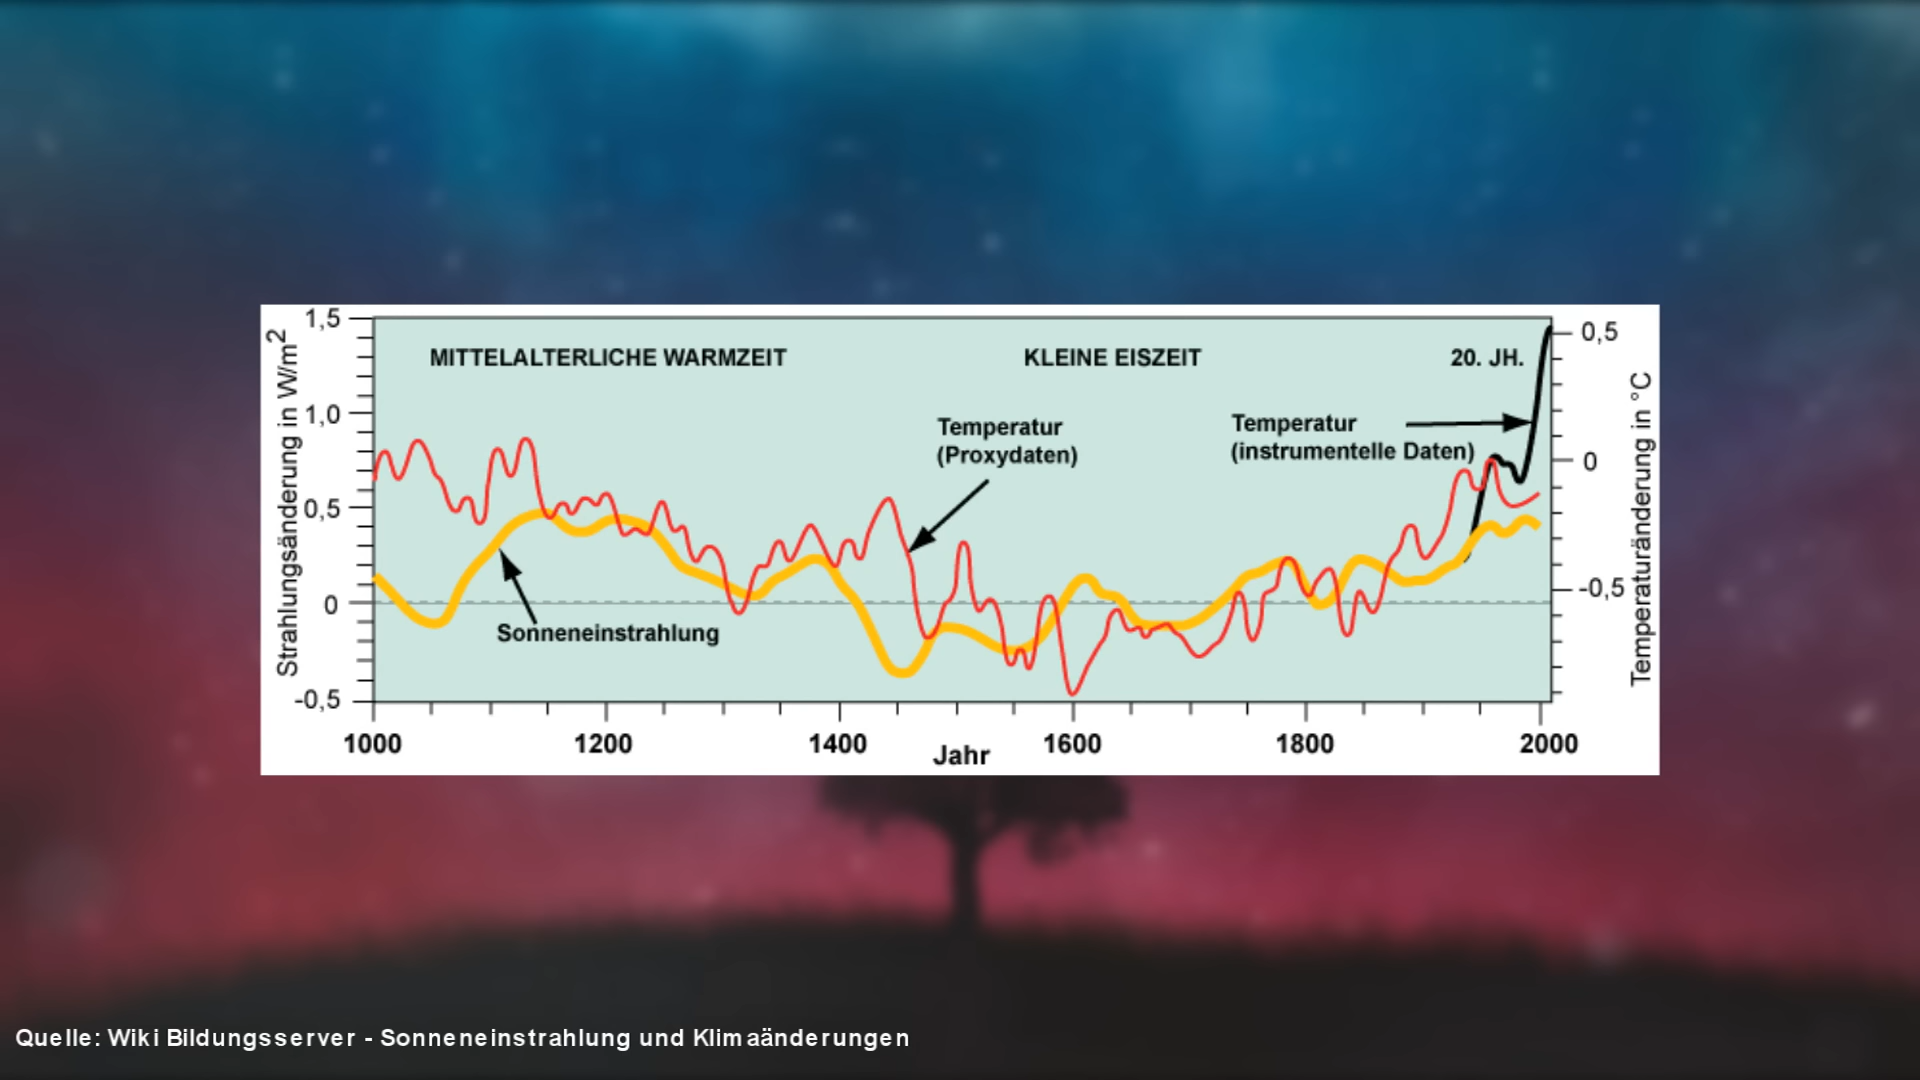 1,5
1,0
0,5
0
-0,5
Strahlungsänderung in W/m2
MITTELALTERLICHE WARMZEIT
KLEINE EISZEIT
20. JH.
Temperatur
(Proxydaten)
Temperatur
(instrumentelle Daten)
Sonneneinstrahlung
0,5
0
-0,5
Temperaturänderung in °C
1000
1200
1400
1600
1800
2000
Jahr
Quelle: Wiki Bildungsserver - Sonneneinstrahlung und Klimaänderungen